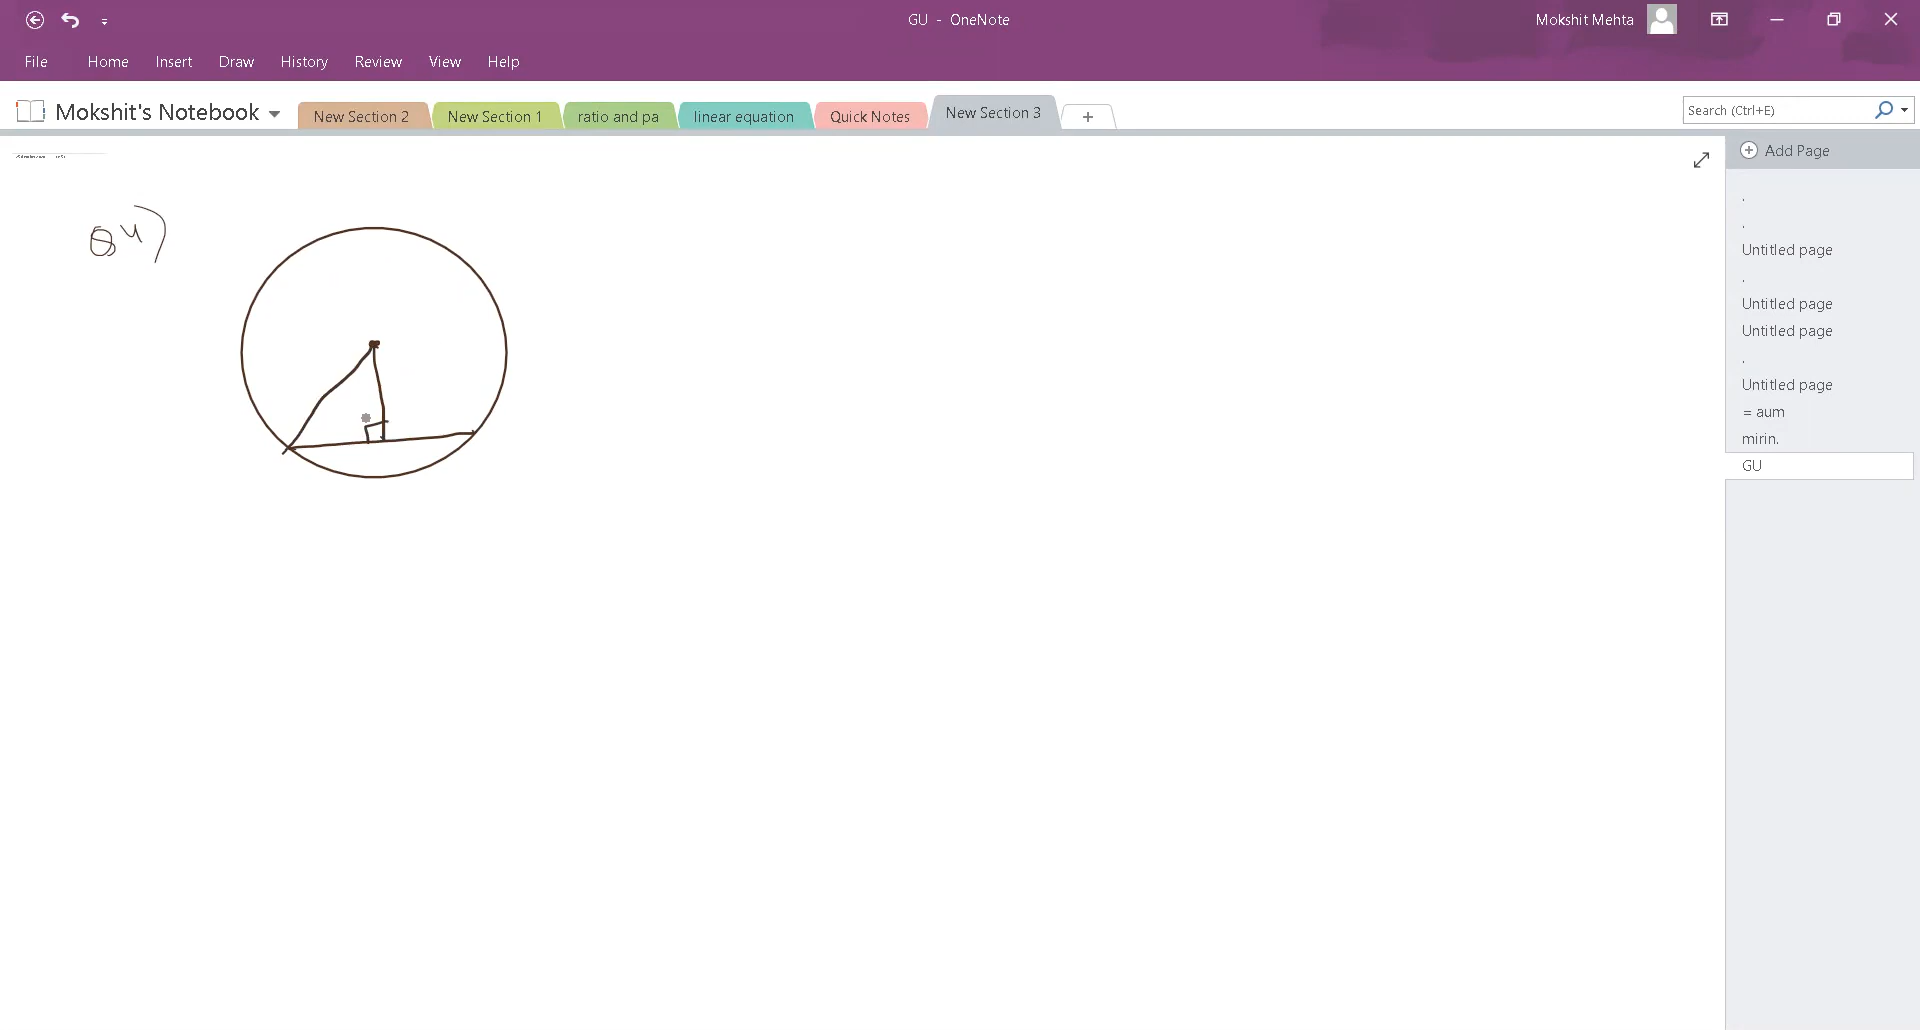 GU - OneNote
Mokshit Mehta
File Home Insert Draw History Review View Help
Mokshit's Notebook
New Section 2 New Section 1 ratio and pa linear equation Quick Notes New Section 3 +
Search (Ctrl+E)
Add Page
.
.
Untitled page
.
Untitled page
Untitled page
.
Untitled page
= aum
mirin.
GU
Q4)